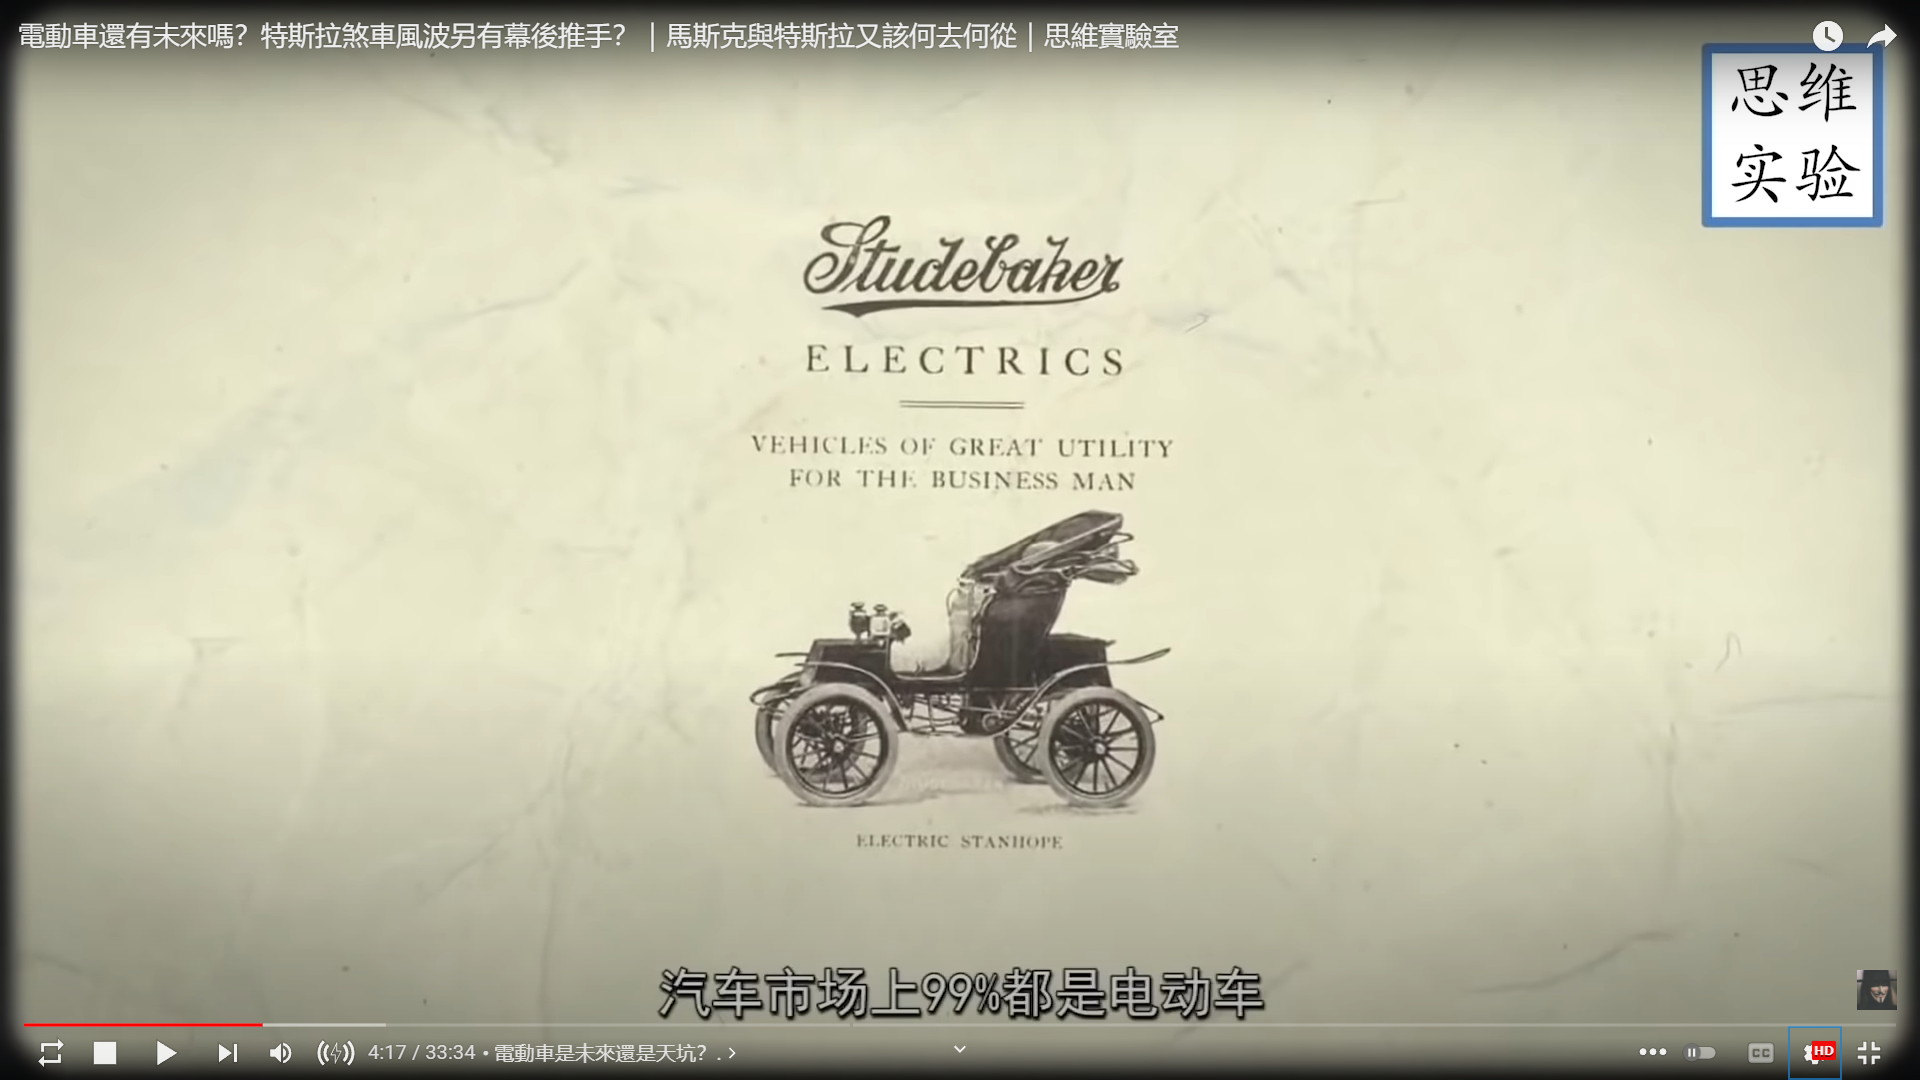 電動車還有未來嗎？特斯拉煞車風波另有幕後推手？｜馬斯克與特斯拉又該何去何從｜思維實驗室
思维
实验
Studebaker
ELECTRICS
VEHICLES OF GREAT UTILITY
FOR THE BUSINESS MAN
ELECTRIC STANHOPE
汽车市场上99%都是电动车
4:17 / 33:34 • 電動車是未來還是天坑？. >
CC
HD